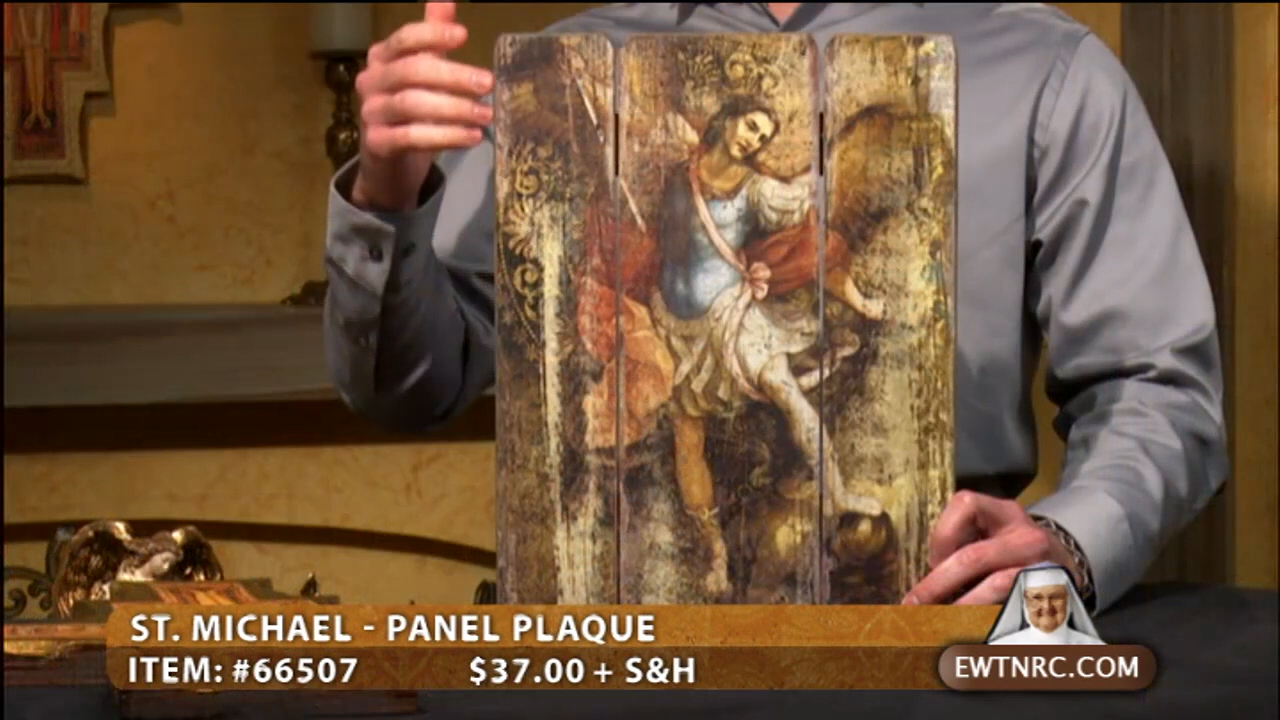 ST. MICHAEL - PANEL PLAQUE
ITEM: #66507 $37.00 + S&H
EWTNRC.COM